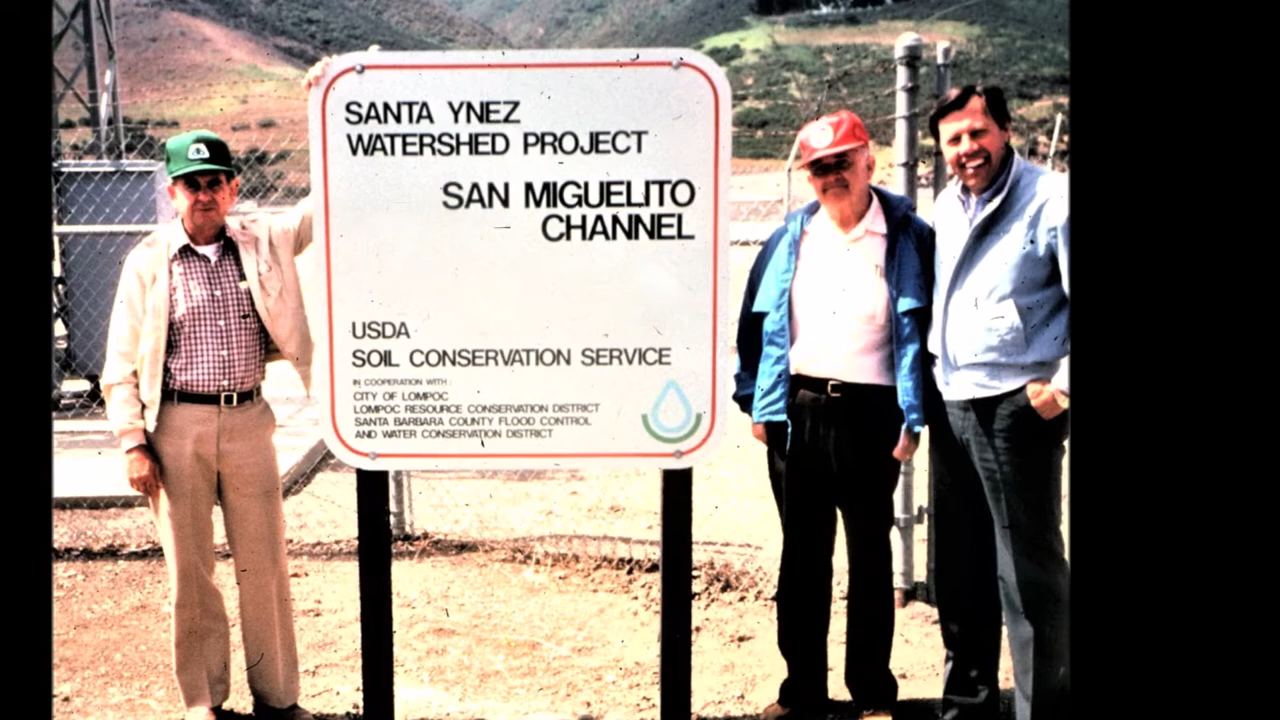 SANTA YNEZ
WATERSHED PROJECT
SAN MIGUELITO
CHANNEL
USDA
SOIL CONSERVATION SERVICE
IN COOPERATION WITH :
CITY OF LOMPOC
LOMPOC RESOURCE CONSERVATION DISTRICT
SANTA BARBARA COUNTY FLOOD CONTROL
AND WATER CONSERVATION DISTRICT